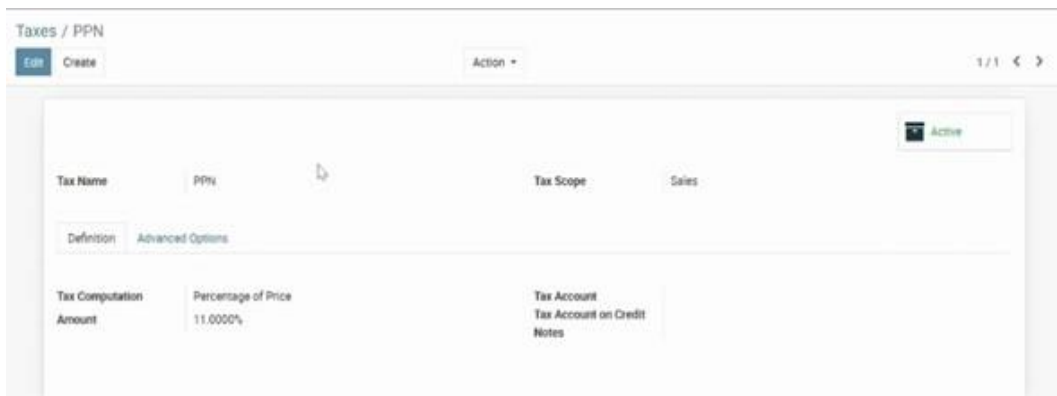 Taxes / PPN
Edit Create Action 1 / 1
Active
Tax Name PPN Tax Scope Sales
Definition Advanced Options
Tax Computation Percentage of Price Tax Account
Amount 11.0000% Tax Account on Credit
Notes